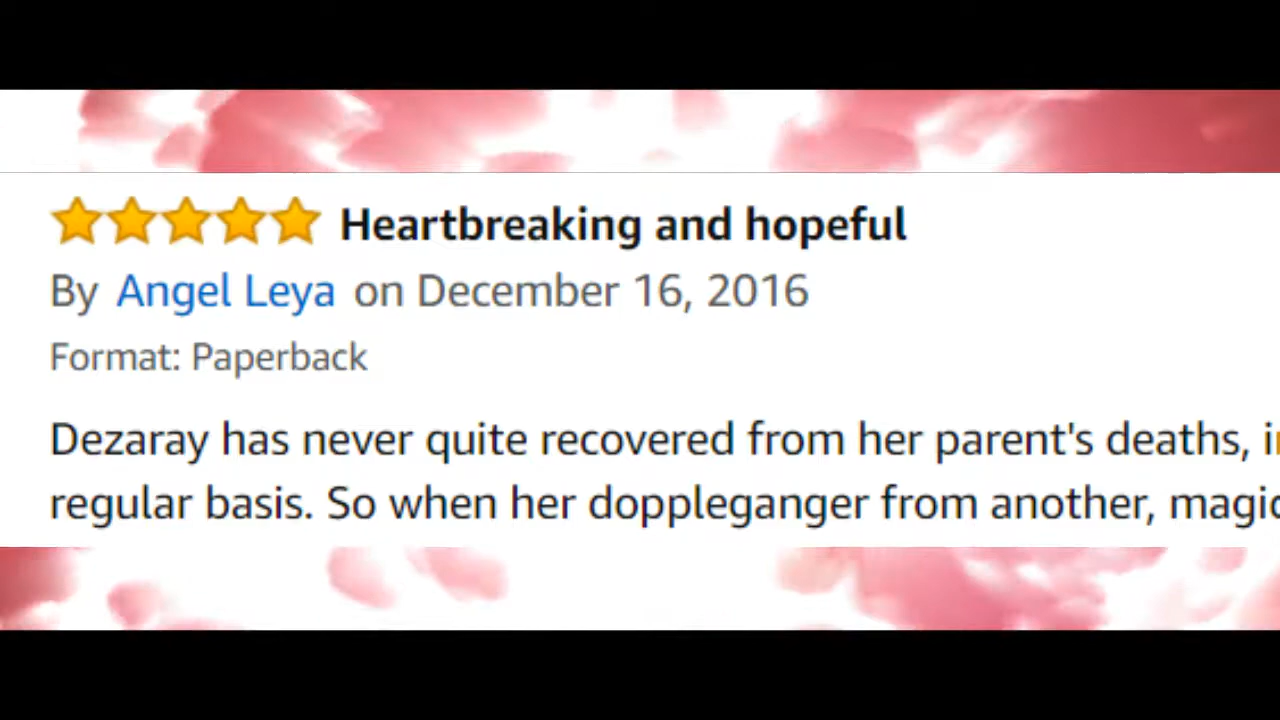 Heartbreaking and hopeful
By Angel Leya on December 16, 2016
Format: Paperback
Dezaray has never quite recovered from her parent's deaths,
regular basis. So when her doppleganger from another,